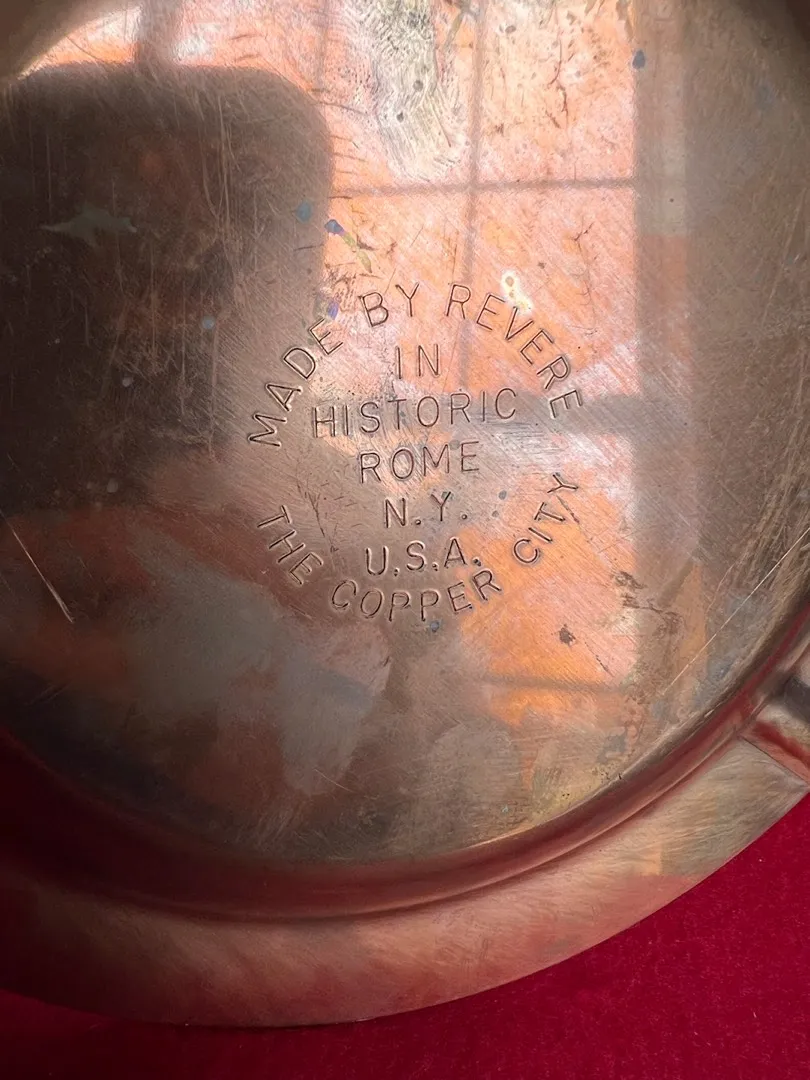 MADE BY REVERE
IN
HISTORIC
ROME
N.Y.
U.S.A.
THE COPPER CITY